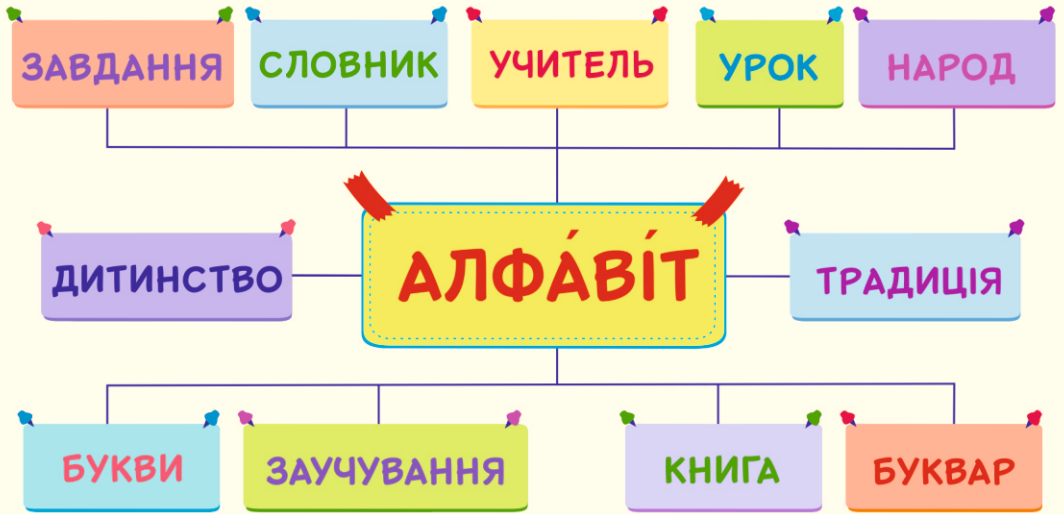 ЗАВДАННЯ СЛОВНИК УЧИТЕЛЬ УРОК НАРОД
ДИТИНСТВО АЛФА́ВІ́Т ТРАДИЦІЯ
БУКВИ ЗАУЧУВАННЯ КНИГА БУКВАР